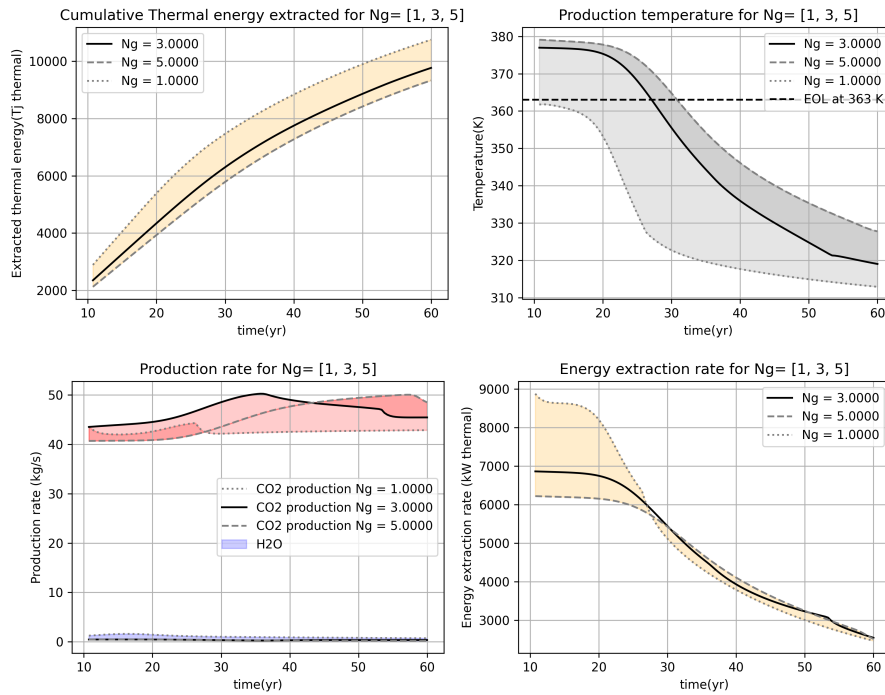 Cumulative Thermal energy extracted for Ng= [1, 3, 5]
Ng = 3.0000
Ng = 5.0000
Ng = 1.0000
Extracted thermal energy(Tj thermal)
10000
8000
6000
4000
2000
10 20 30 40 50 60
time(yr)
Production temperature for Ng= [1, 3, 5]
Ng = 3.0000
Ng = 5.0000
Ng = 1.0000
EOL at 363 K
Temperature(K)
380
370
360
350
340
330
320
310
10 20 30 40 50 60
time(yr)
Production rate for Ng= [1, 3, 5]
CO2 production Ng = 1.0000
CO2 production Ng = 3.0000
CO2 production Ng = 5.0000
H2O
Production rate (kg/s)
50
40
30
20
10
0
10 20 30 40 50 60
time(yr)
Energy extraction rate for Ng= [1, 3, 5]
Ng = 3.0000
Ng = 5.0000
Ng = 1.0000
Energy extraction rate (kW thermal)
9000
8000
7000
6000
5000
4000
3000
10 20 30 40 50 60
time(yr)